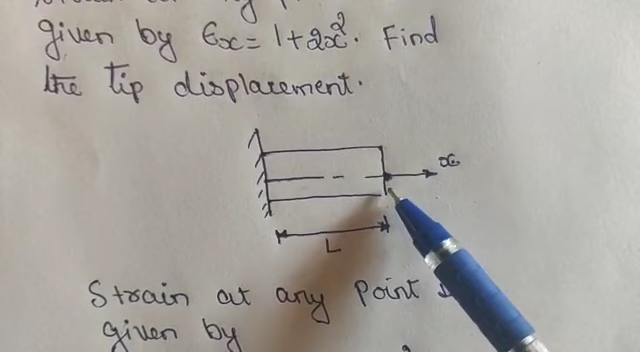 given by ϵx = 1+2x². Find
the tip displacement.
x
L
Strain at any point
given by